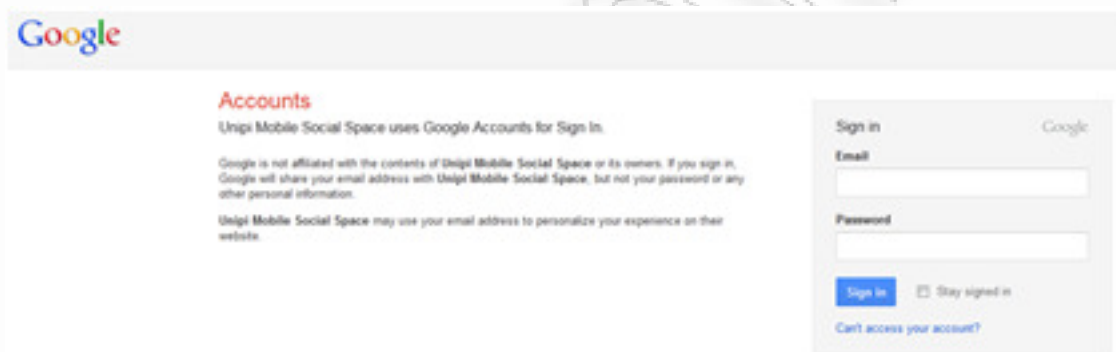 Google
Accounts
Unipi Mobile Social Space uses Google Accounts for Sign In.
Google is not affiliated with the contents of Unipi Mobile Social Space or its owners. If you sign in,
Google will share your email address with Unipi Mobile Social Space, but not your password or any
other personal information.
Unipi Mobile Social Space may use your email address to personalize your experience on their
website.
Sign in Google
Email
Password
Sign in Stay signed in
Can't access your account?